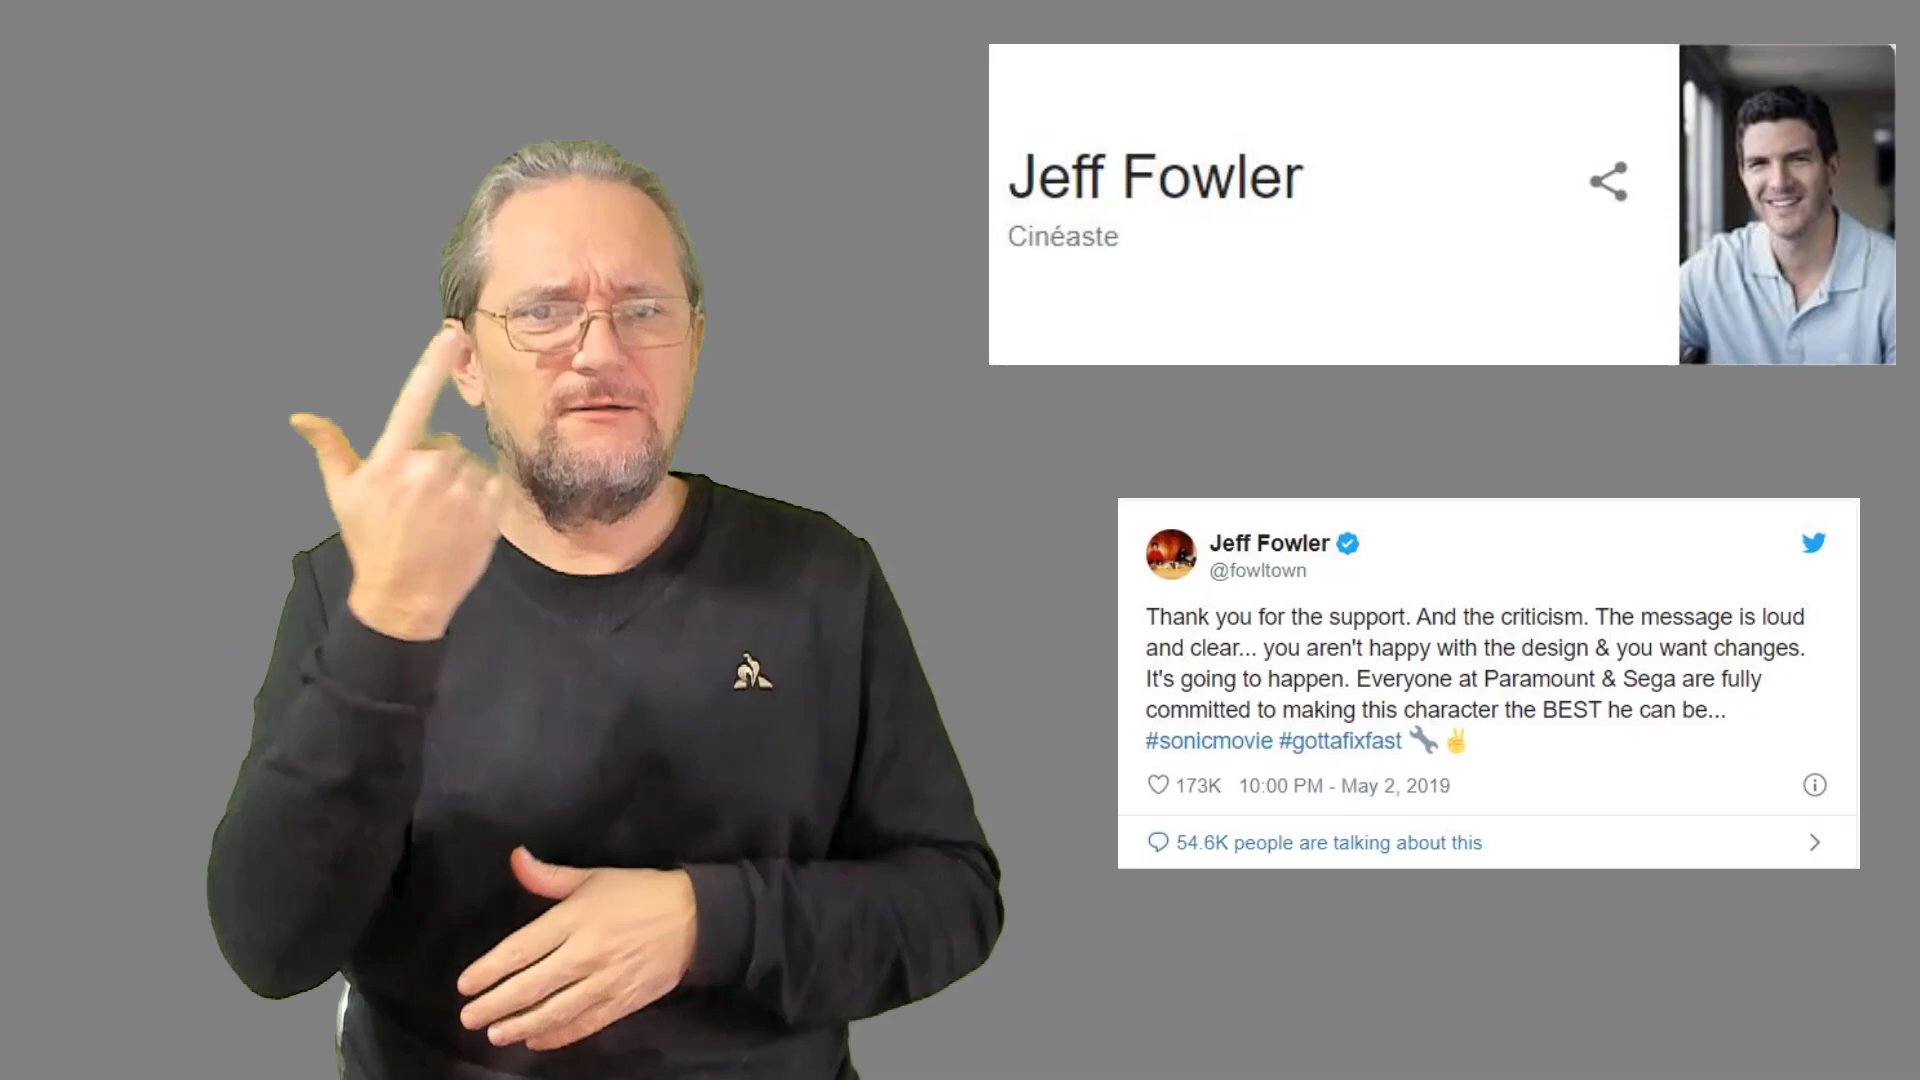 Jeff Fowler
Cinéaste
Jeff Fowler
@fowltown
Thank you for the support. And the criticism. The message is loud
and clear... you aren't happy with the design & you want changes.
It's going to happen. Everyone at Paramount & Sega are fully
committed to making this character the BEST he can be...
#sonicmovie #gottafixfast 🔧✌
173K 10:00 PM - May 2, 2019
54.6K people are talking about this